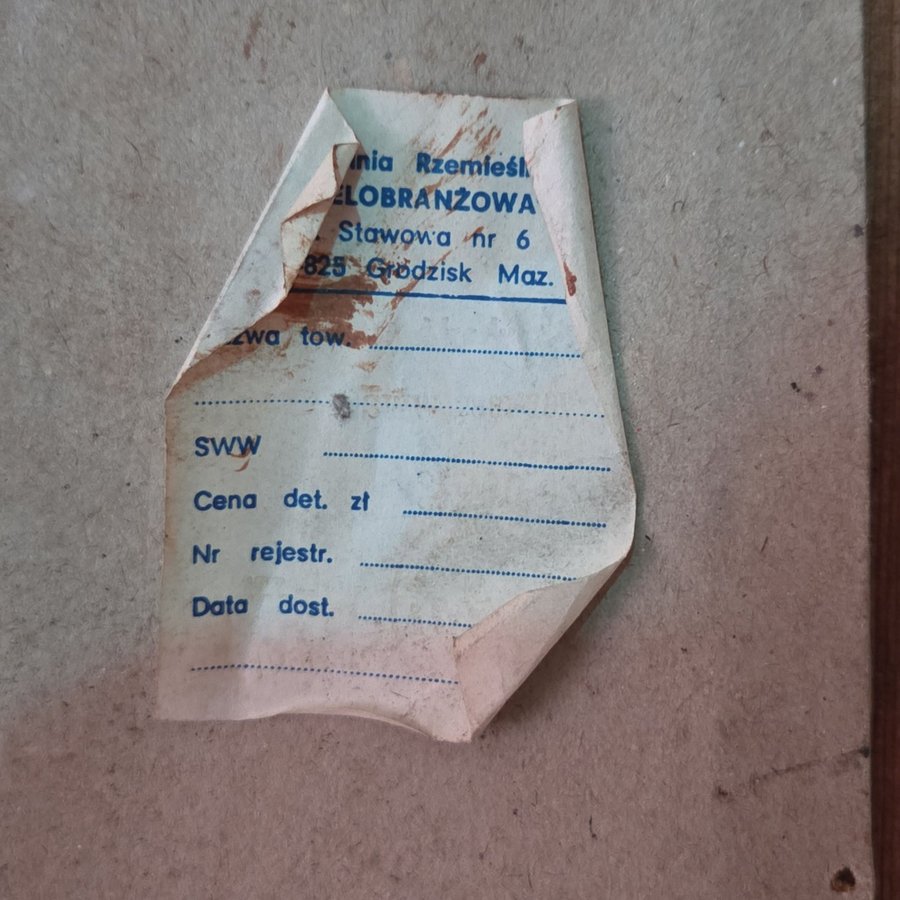 nia Rzemieśl
ELOBRANŻOWA
. Stawowa nr 6
825 Grodzisk Maz.
zwa tow.
SWW
Cena det. zł
Nr rejestr.
Data dost.